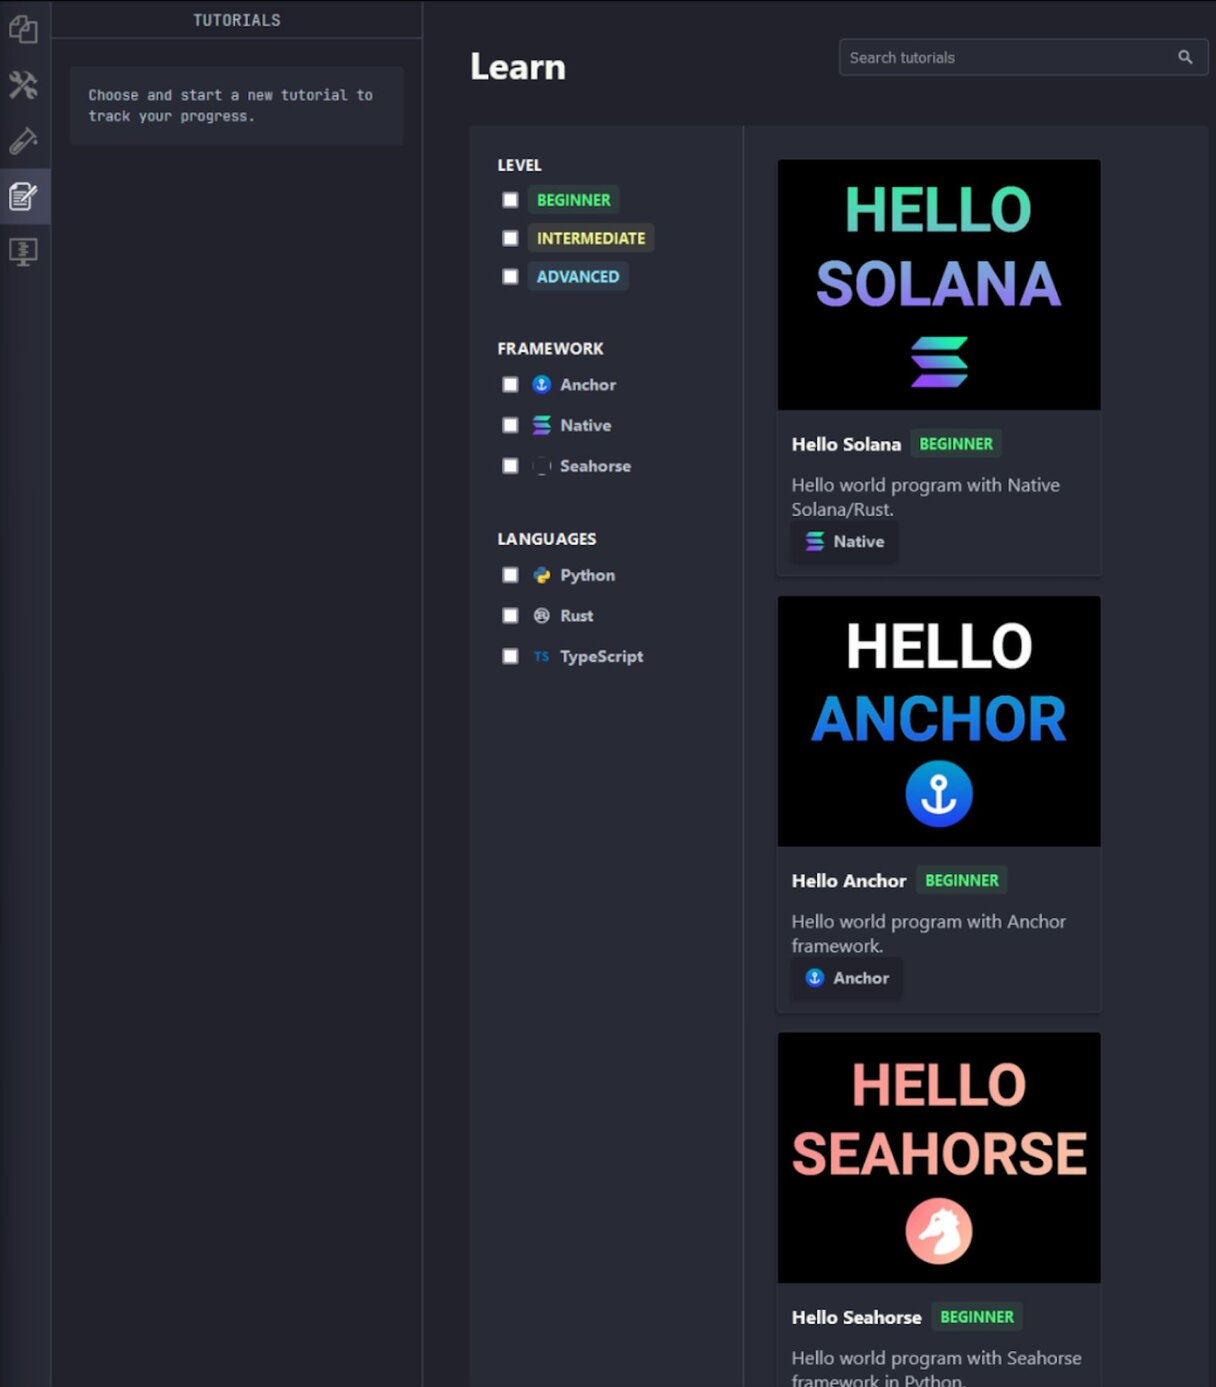 TUTORIALS
Choose and start a new tutorial to
track your progress.
Learn
Search tutorials
LEVEL
BEGINNER
INTERMEDIATE
ADVANCED
FRAMEWORK
Anchor
Native
Seahorse
LANGUAGES
Python
Rust
TS TypeScript
HELLO
SOLANA
Hello Solana BEGINNER
Hello world program with Native
Solana/Rust.
Native
HELLO
ANCHOR
Hello Anchor BEGINNER
Hello world program with Anchor
framework.
Anchor
HELLO
SEAHORSE
Hello Seahorse BEGINNER
Hello world program with Seahorse
framework in Python.